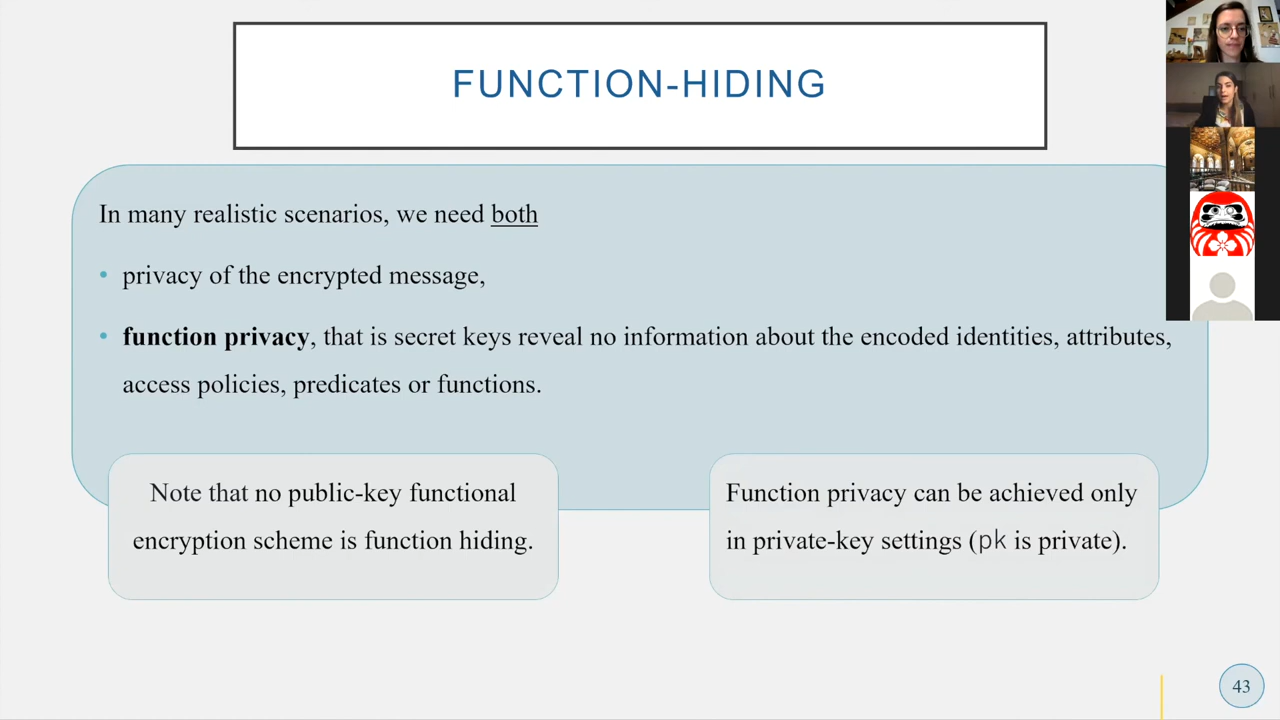 FUNCTION-HIDING
In many realistic scenarios, we need both
• privacy of the encrypted message,
• function privacy, that is secret keys reveal no information about the encoded identities, attributes,
access policies, predicates or functions.
Note that no public-key functional
encryption scheme is function hiding.
Function privacy can be achieved only
in private-key settings (pk is private).
43